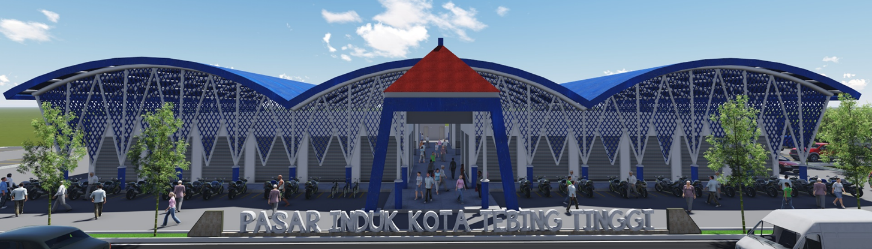 PASAR INDUK KOTA TEBING TINGGI